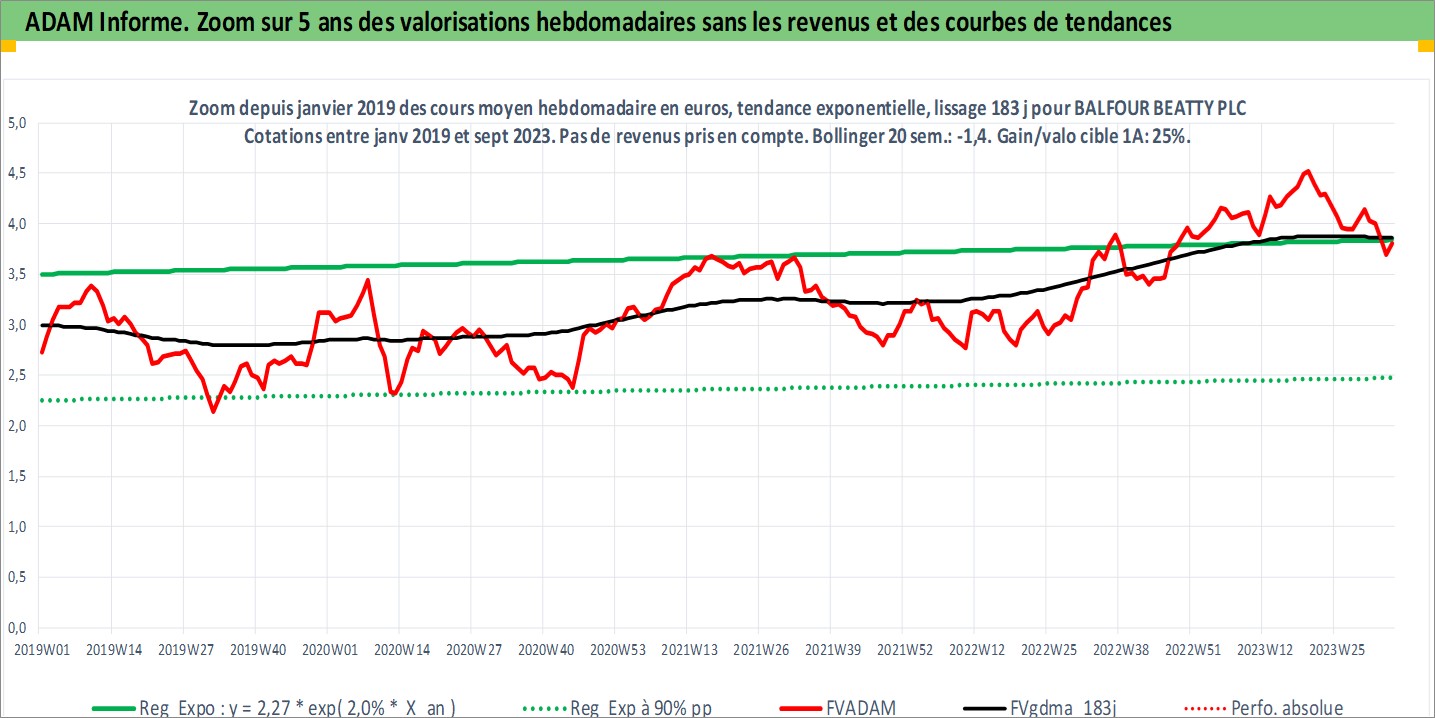 ADAM Informe. Zoom sur 5 ans des valorisations hebdomadaires sans les revenus et des courbes de tendances
Zoom depuis janvier 2019 des cours moyen hebdomadaire en euros, tendance exponentielle, lissage 183 j pour BALFOUR BEATTY PLC
Cotations entre janv 2019 et sept 2023. Pas de revenus pris en compte. Bollinger 20 sem.: -1,4. Gain/valo cible 1A: 25%.
5,0
4,5
4,0
3,5
3,0
2,5
2,0
1,5
1,0
0,5
0,0
2019W01 2019W14 2019W27 2019W40 2020W01 2020W14 2020W27 2020W40 2020W53 2021W13 2021W26 2021W39 2021W52 2022W12 2022W25 2022W38 2022W51 2023W12 2023W25
Reg Expo : y = 2,27 * exp( 2,0% * X an ) Reg Exp à 90% pp FVADAM FVgdma 183j Perfo. absolue